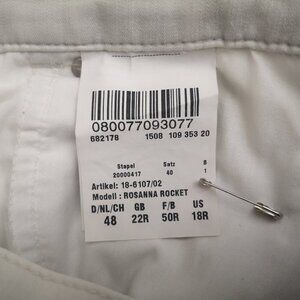 080077093077
682178 1508 109 353 20
Stapel Satz 8
20000417 40 1
Artikel: 18-6107/02
Modell : ROSANNA ROCKET
D/NL/CH GB F/B US
48 22R 50R 18R